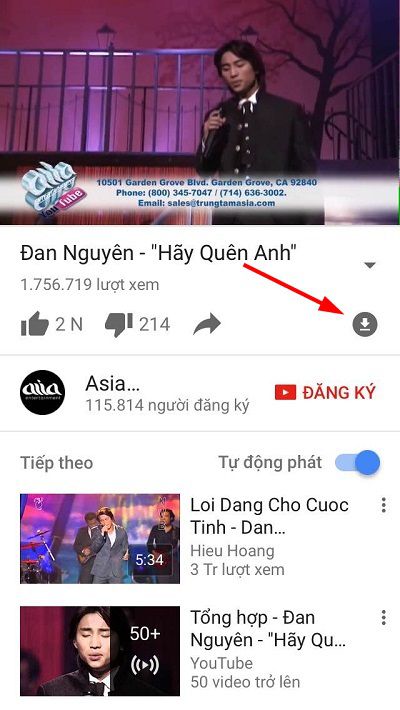 asia
YouTube
10501 Garden Grove Blvd. Garden Grove, CA 92840
Phone: (800) 345-7047 / (714) 636-3002.
Email: sales@trungtamasia.com
Đan Nguyên - "Hãy Quên Anh"
1.756.719 lượt xem
2 N 214
asia
entertainment
Asia…
115.814 người đăng ký
ĐĂNG KÝ
Tiếp theo
Tự động phát
5:34
Loi Dang Cho Cuoc
Tinh - Dan…
Hieu Hoang
3 Tr lượt xem
50+
Tổng hợp - Đan
Nguyên - "Hãy Qu…
YouTube
50 video trở lên